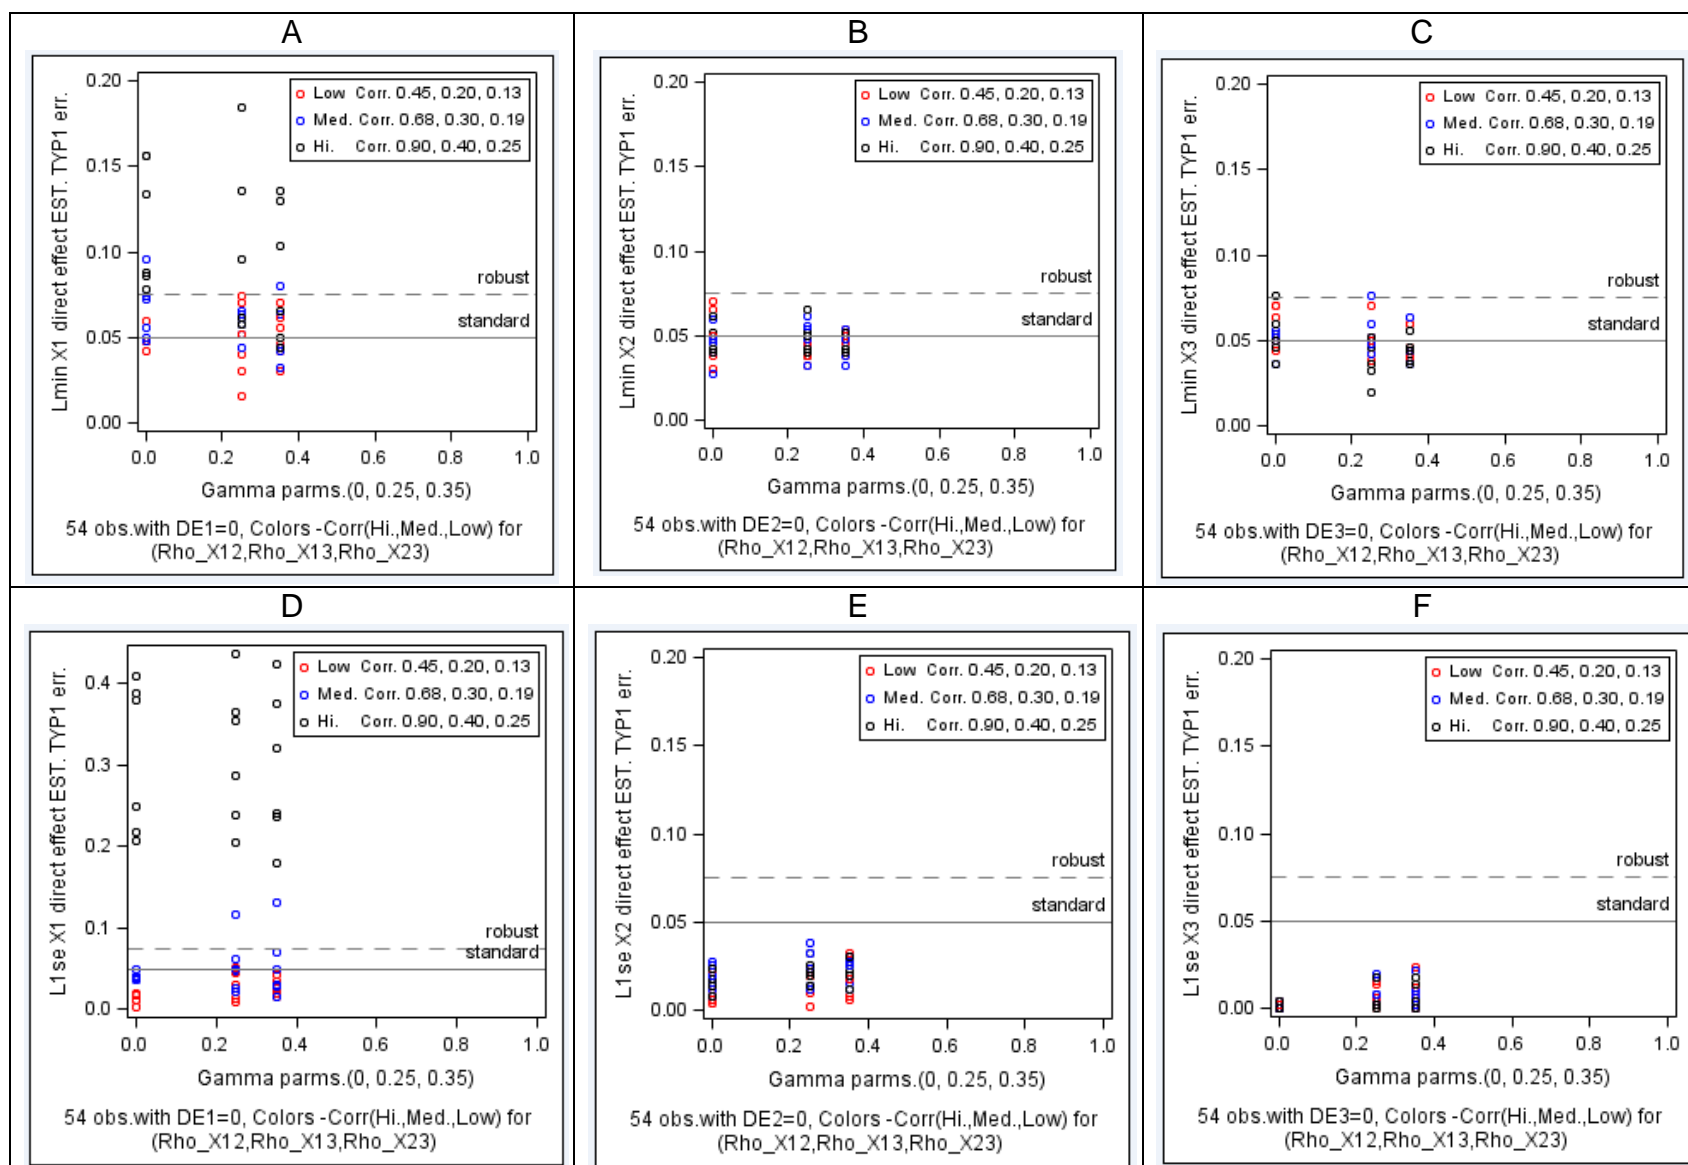 A
Lmin X1 direct effect EST. TYP1 err.
0.20
0.15
0.10
0.05
0.00
Low Corr. 0.45, 0.20, 0.13
Med. Corr. 0.68, 0.30, 0.19
Hi. Corr. 0.90, 0.40, 0.25
robust
standard
0.0 0.2 0.4 0.6 0.8 1.0
Gamma parms.(0, 0.25, 0.35)
54 obs.with DE1=0, Colors -Corr(Hi.,Med.,Low) for
(Rho_X12,Rho_X13,Rho_X23)
B
Lmin X2 direct effect EST. TYP1 err.
0.20
0.15
0.10
0.05
0.00
Low Corr. 0.45, 0.20, 0.13
Med. Corr. 0.68, 0.30, 0.19
Hi. Corr. 0.90, 0.40, 0.25
robust
standard
0.0 0.2 0.4 0.6 0.8 1.0
Gamma parms.(0, 0.25, 0.35)
54 obs.with DE2=0, Colors -Corr(Hi.,Med.,Low) for
(Rho_X12,Rho_X13,Rho_X23)
C
Lmin X3 direct effect EST. TYP1 err.
0.20
0.15
0.10
0.05
0.00
Low Corr. 0.45, 0.20, 0.13
Med. Corr. 0.68, 0.30, 0.19
Hi. Corr. 0.90, 0.40, 0.25
robust
standard
0.0 0.2 0.4 0.6 0.8 1.0
Gamma parms.(0, 0.25, 0.35)
54 obs.with DE3=0, Colors -Corr(Hi.,Med.,Low) for
(Rho_X12,Rho_X13,Rho_X23)
D
L1se X1 direct effect EST. TYP1 err.
0.4
0.3
0.2
0.1
0.0
Low Corr. 0.45, 0.20, 0.13
Med. Corr. 0.68, 0.30, 0.19
Hi. Corr. 0.90, 0.40, 0.25
robust
standard
0.0 0.2 0.4 0.6 0.8 1.0
Gamma parms.(0, 0.25, 0.35)
54 obs.with DE1=0, Colors -Corr(Hi.,Med.,Low) for
(Rho_X12,Rho_X13,Rho_X23)
E
L1se X2 direct effect EST. TYP1 err.
0.20
0.15
0.10
0.05
0.00
Low Corr. 0.45, 0.20, 0.13
Med. Corr. 0.68, 0.30, 0.19
Hi. Corr. 0.90, 0.40, 0.25
robust
standard
0.0 0.2 0.4 0.6 0.8 1.0
Gamma parms.(0, 0.25, 0.35)
54 obs.with DE2=0, Colors -Corr(Hi.,Med.,Low) for
(Rho_X12,Rho_X13,Rho_X23)
F
L1se X3 direct effect EST. TYP1 err.
0.20
0.15
0.10
0.05
0.00
Low Corr. 0.45, 0.20, 0.13
Med. Corr. 0.68, 0.30, 0.19
Hi. Corr. 0.90, 0.40, 0.25
robust
standard
0.0 0.2 0.4 0.6 0.8 1.0
Gamma parms.(0, 0.25, 0.35)
54 obs.with DE3=0, Colors -Corr(Hi.,Med.,Low) for
(Rho_X12,Rho_X13,Rho_X23)